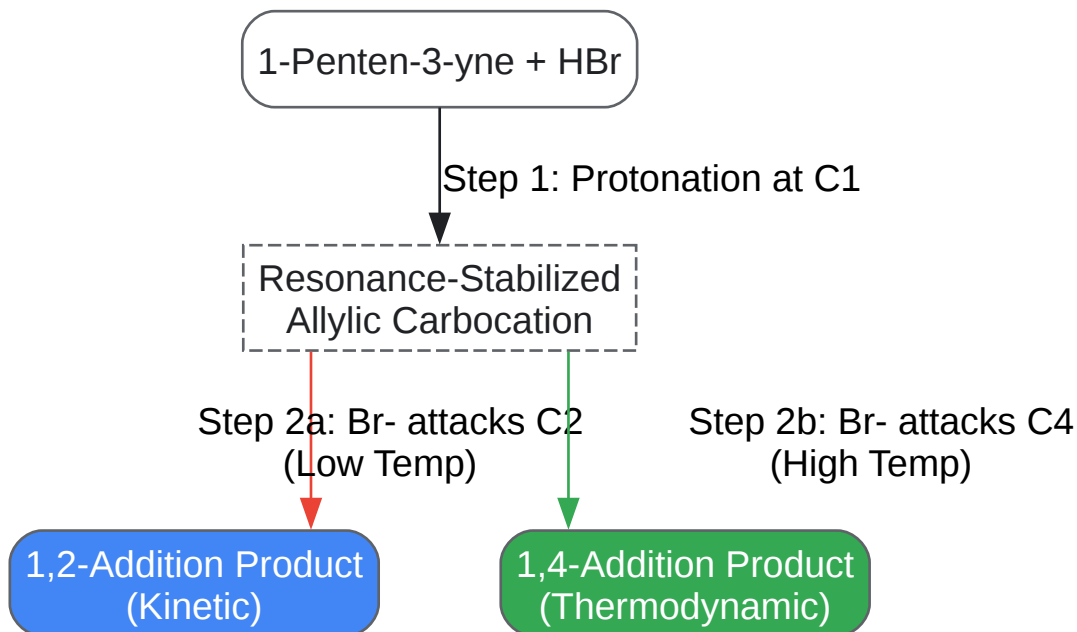 1-Penten-3-yne + HBr
Step 1: Protonation at C1
Resonance-Stabilized
Allylic Carbocation
Step 2a: Br- attacks C2
(Low Temp)
Step 2b: Br- attacks C4
(High Temp)
1,2-Addition Product
(Kinetic)
1,4-Addition Product
(Thermodynamic)